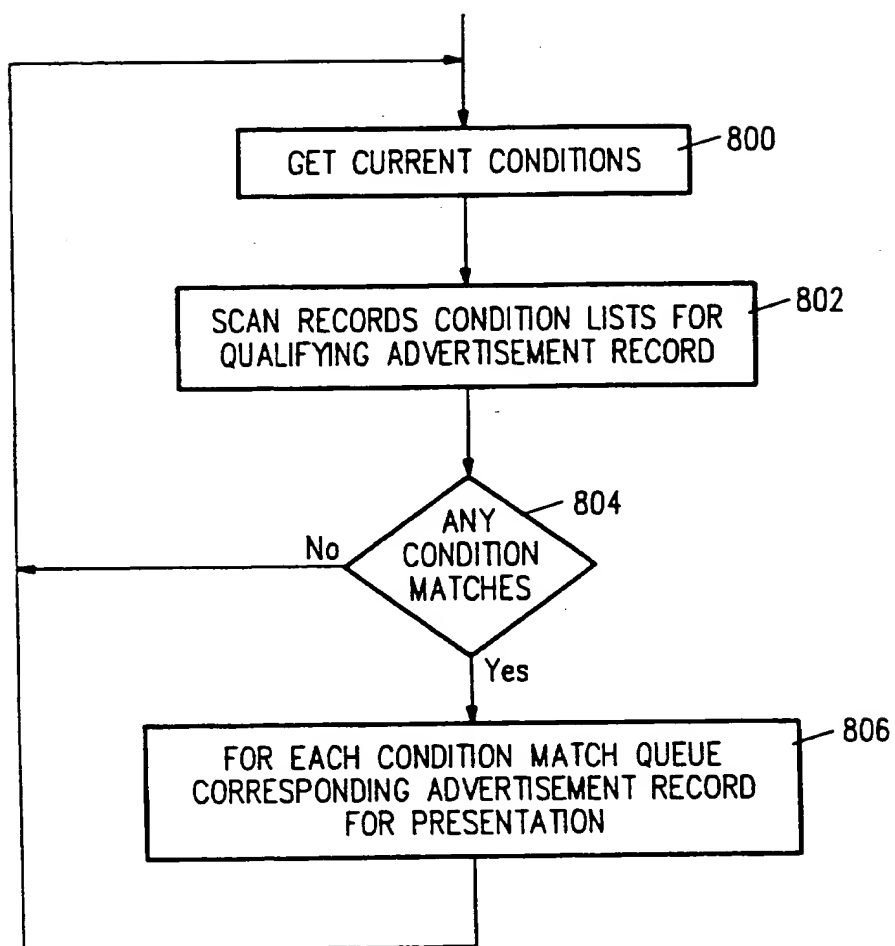 GET CURRENT CONDITIONS
800
SCAN RECORDS CONDITION LISTS FOR
QUALIFYING ADVERTISEMENT RECORD
802
ANY
CONDITION
MATCHES
804
No
Yes
FOR EACH CONDITION MATCH QUEUE
CORRESPONDING ADVERTISEMENT RECORD
FOR PRESENTATION
806